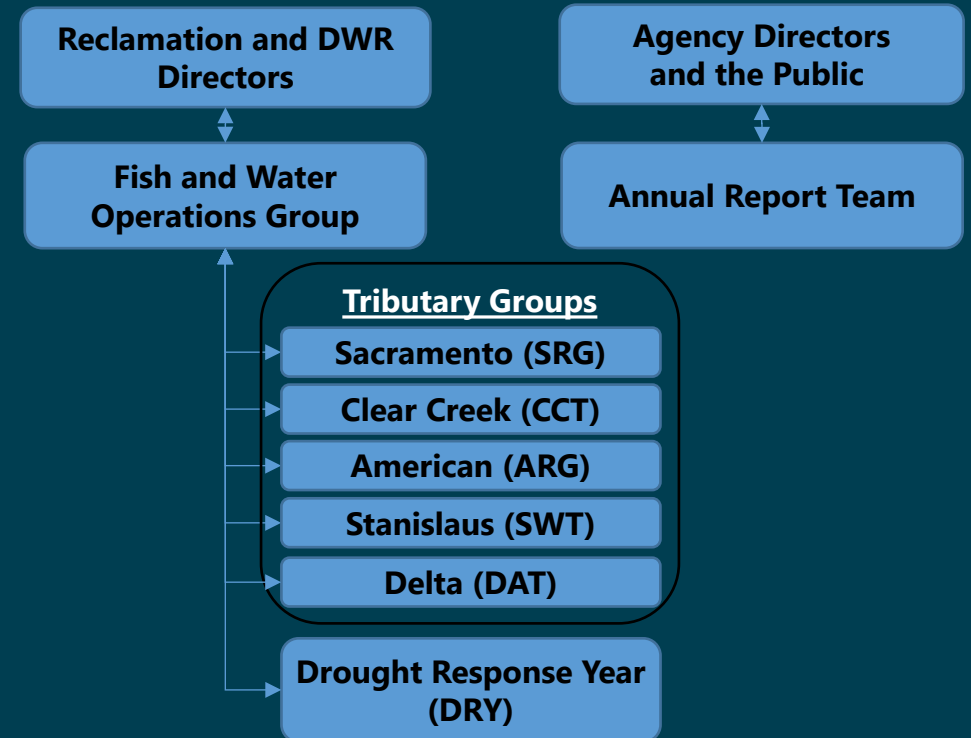 Reclamation and DWR
Directors
Agency Directors
and the Public
Fish and Water
Operations Group
Annual Report Team
Tributary Groups
Sacramento (SRG)
Clear Creek (CCT)
American (ARG)
Stanislaus (SWT)
Delta (DAT)
Drought Response Year
(DRY)